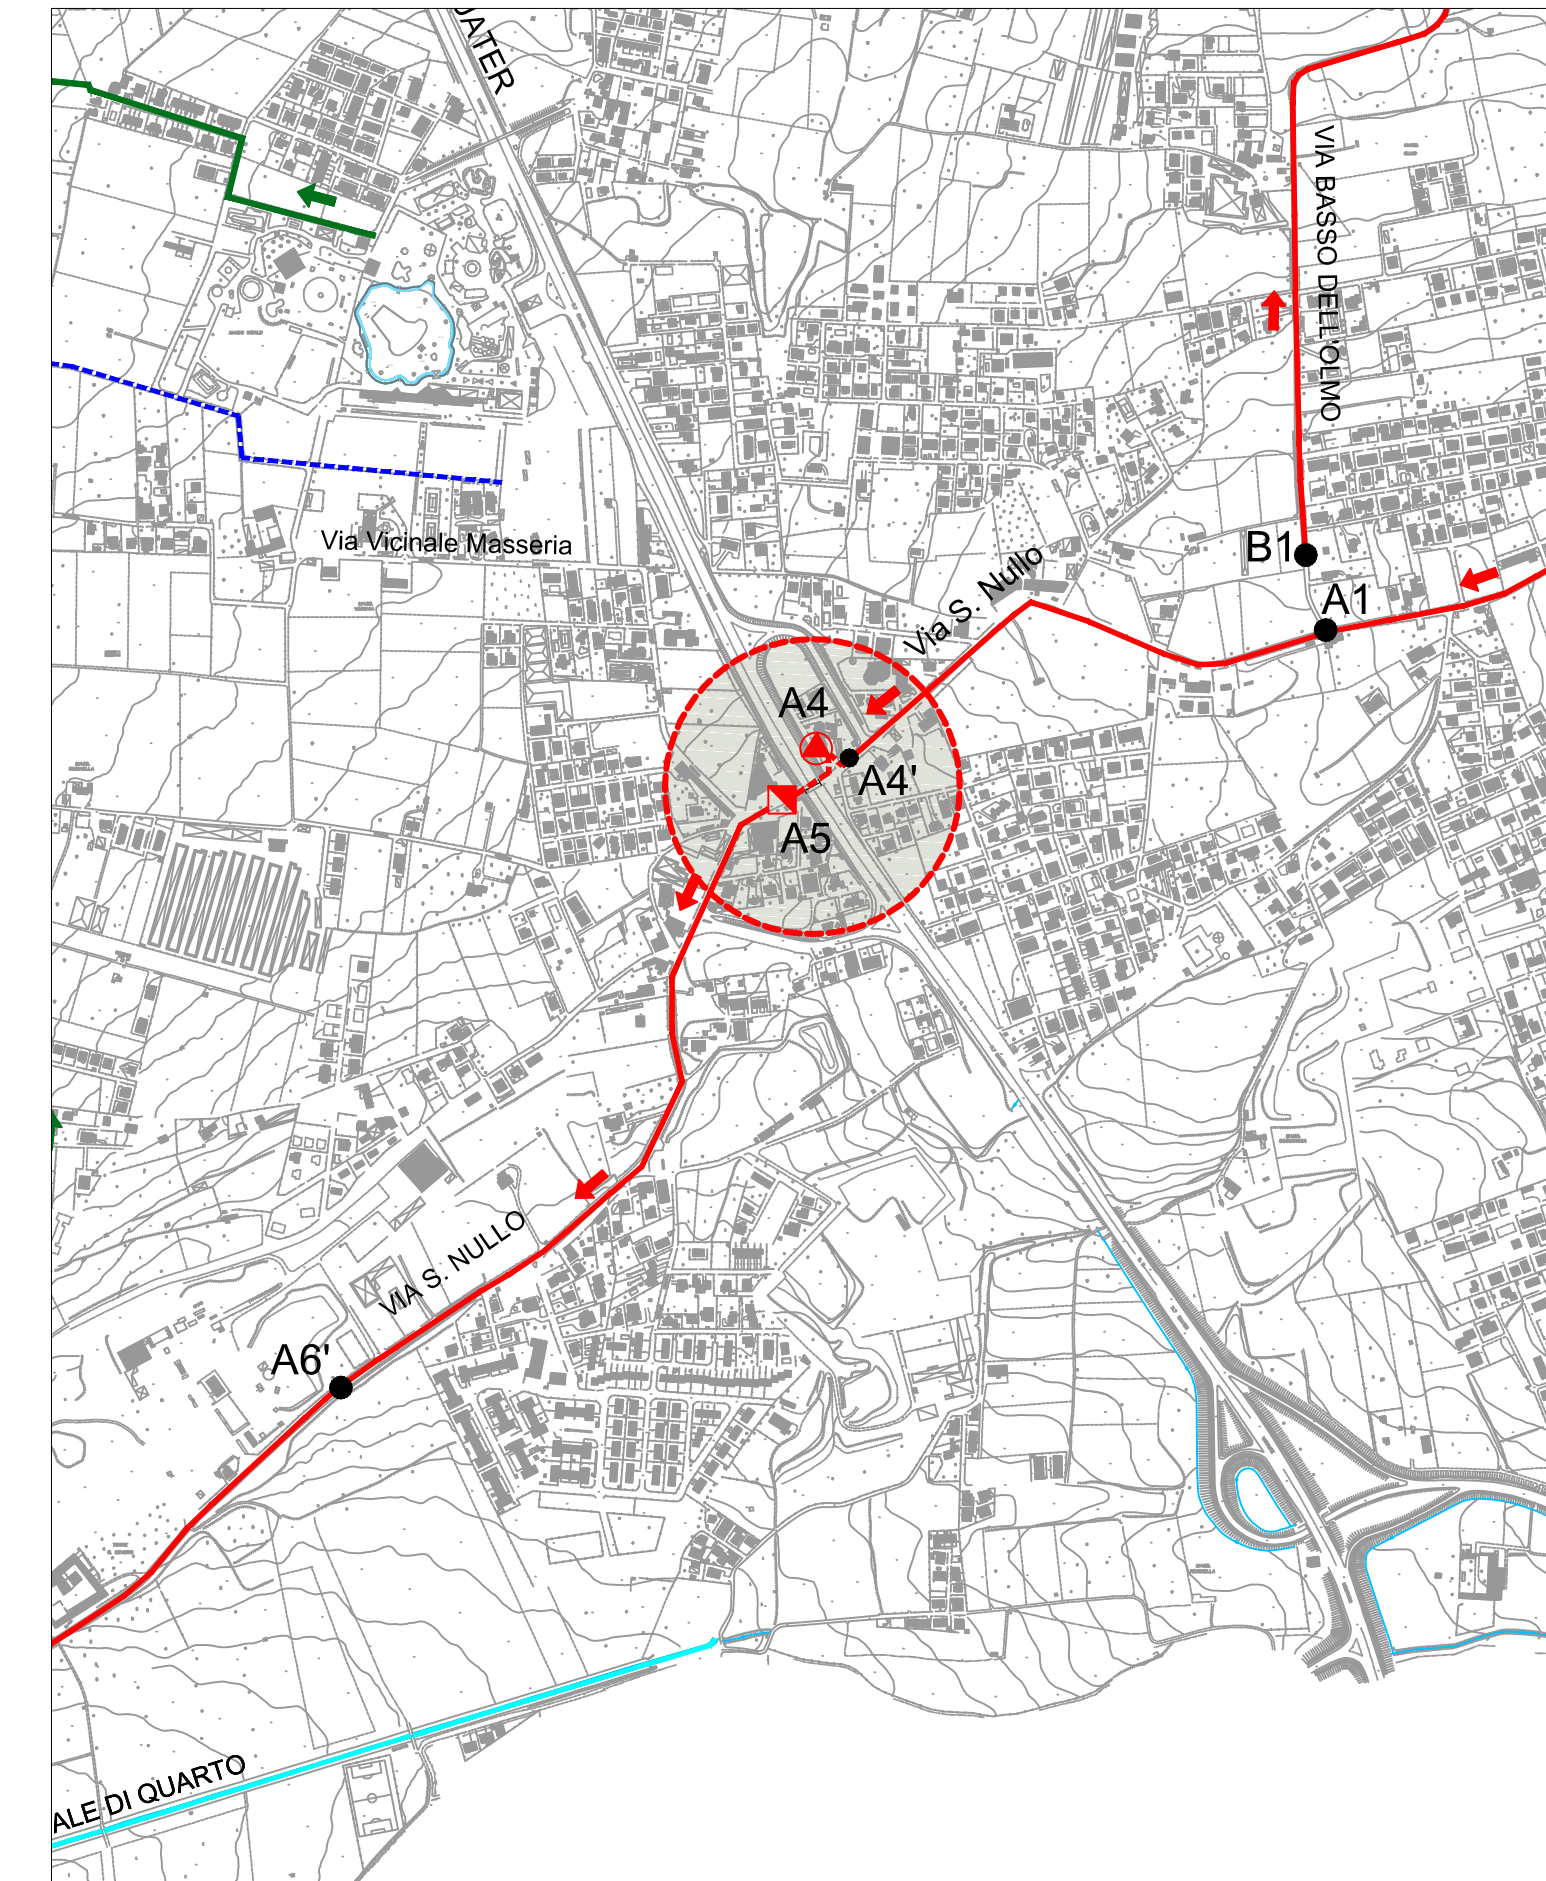 UATER
VIA BASSO DELL'OLMO
Via Vicinale Masseria
B1
A1
Via S. Nullo
A4
A4'
A5
VIA S. NULLO
A6'
ALE DI QUARTO